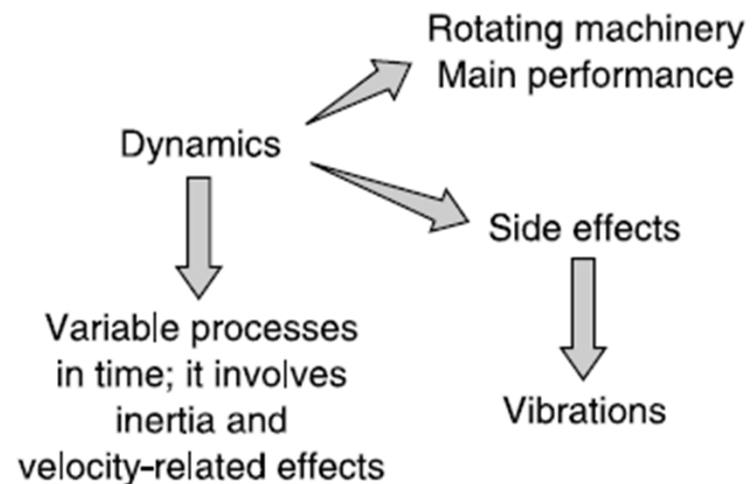 Rotating machinery
Main performance
Dynamics
Side effects
Variable processes
in time; it involves
inertia and
velocity-related effects
Vibrations